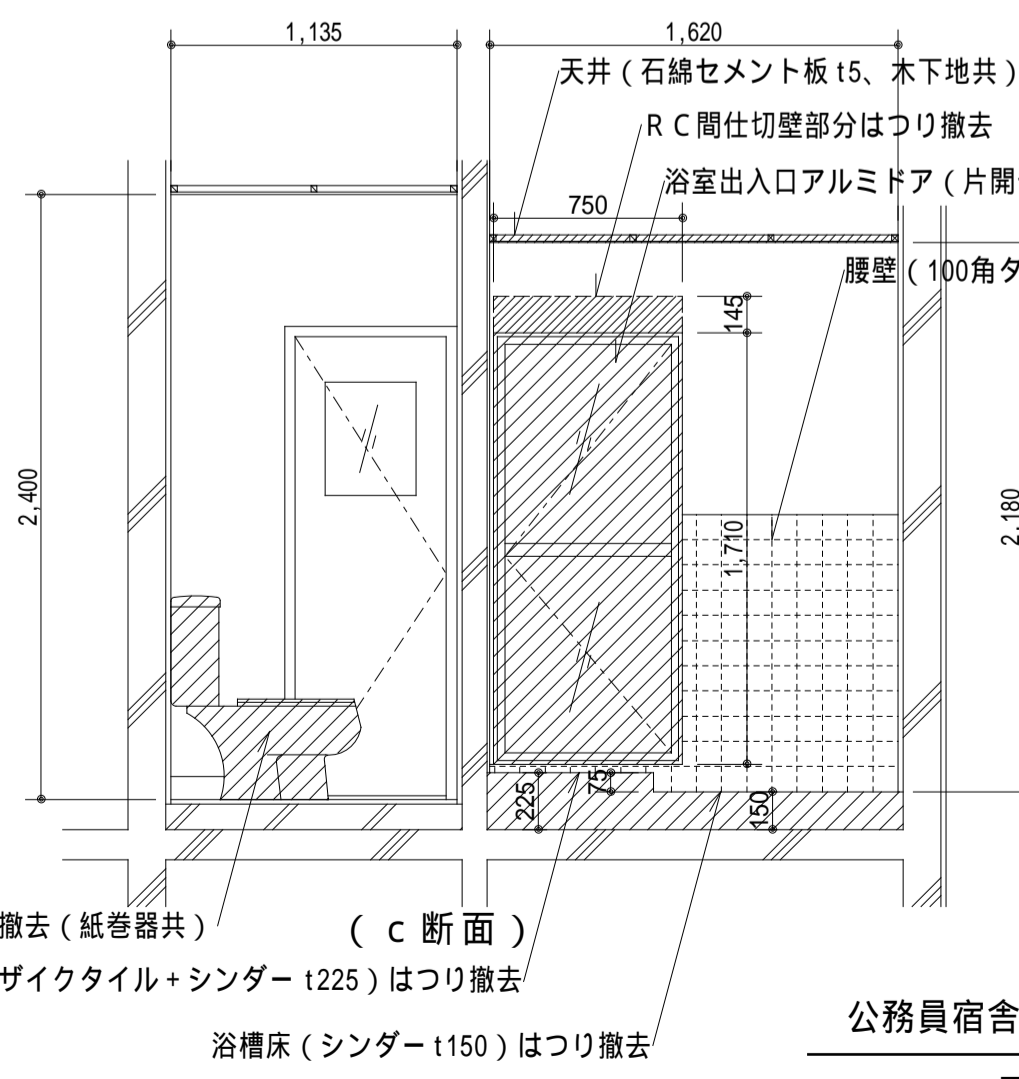 1,135
1,620
天井（石綿セメント板 t5、木下地共）
ＲＣ間仕切壁部分はつり撤去
浴室出入口アルミドア（片開
750
腰壁（100角タ
145
2,400
1,710
2,180
225
75
150
撤去（紙巻器共）
（ｃ断面）
ザイクタイル+シンダー t225）はつり撤去
浴槽床（シンダー t150）はつり撤去
公務員宿舎